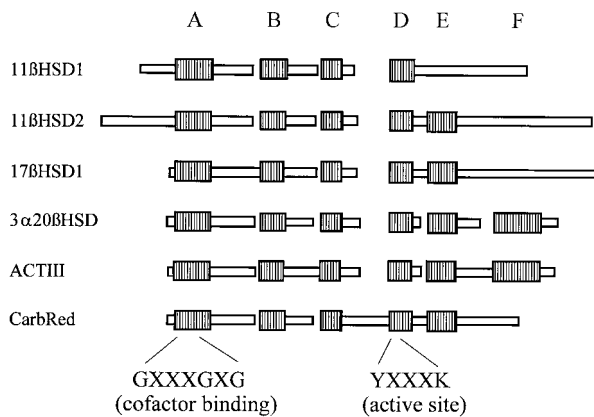 A B C D E F
11ßHSD1
11ßHSD2
17ßHSD1
3α20ßHSD
ACTIII
CarbRed
GXXXGXG YXXXK
(cofactor binding) (active site)